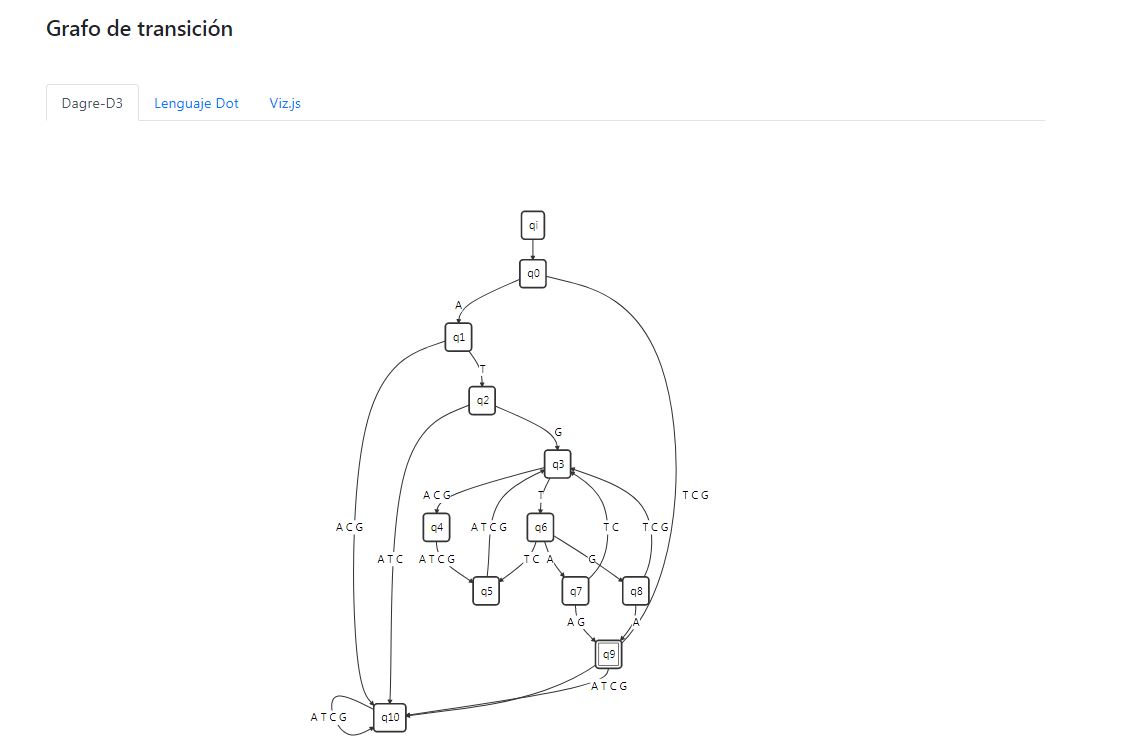 Grafo de transición
Dagre-D3 Lenguaje Dot Viz.js
qi
q0
A
q1
T
q2
G
q3
A C G T T C G
q4 q6
A C G A T C G T C T C G
A T C A T C G T C A G
q5 q7 q8
A G A
q9
A T C G
q10
A T C G